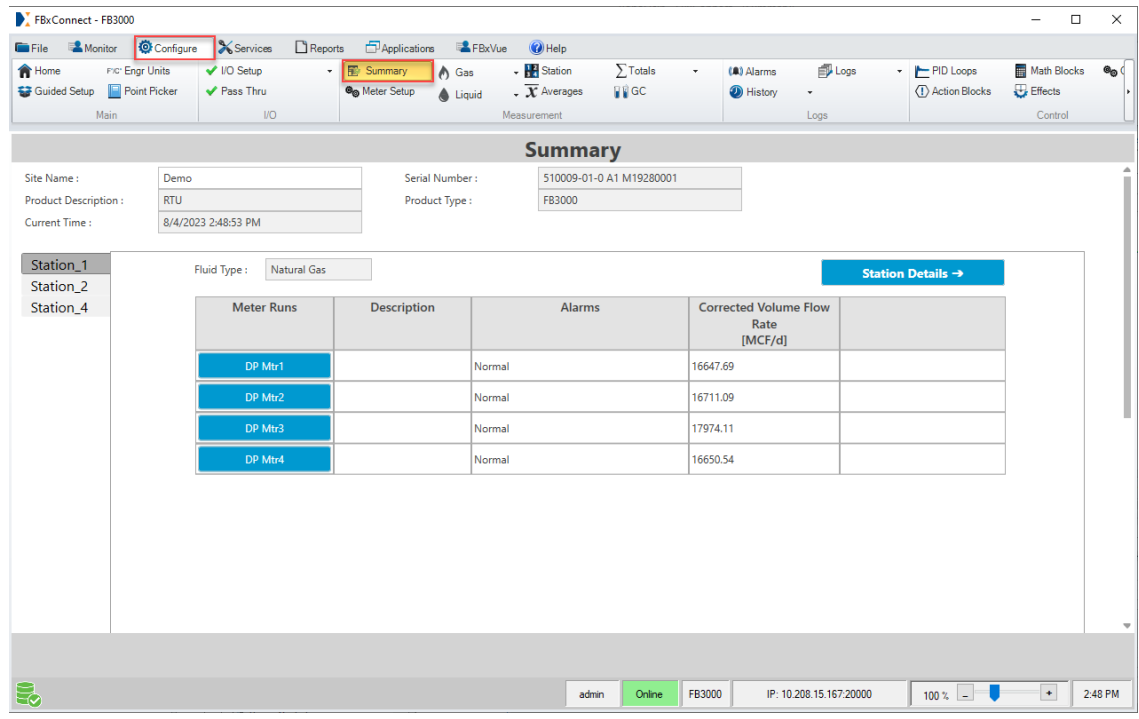 FBxConnect - FB3000
File Monitor Configure Services Reports Applications FBxVue Help
Home Engr Units I/O Setup Summary Gas Station Totals Alarms Logs PID Loops Math Blocks
Guided Setup Point Picker Pass Thru Meter Setup Liquid Averages GC History Action Blocks Effects
Main I/O Measurement Logs Control
Summary
Site Name : Demo Serial Number : 510009-01-0 A1 M19280001
Product Description : RTU Product Type : FB3000
Current Time : 8/4/2023 2:48:53 PM
Station_1
Station_2
Station_4
Fluid Type : Natural Gas Station Details →
Meter Runs Description Alarms Corrected Volume Flow
Rate
[MCF/d]
DP Mtr1 Normal 16647.69
DP Mtr2 Normal 16711.09
DP Mtr3 Normal 17974.11
DP Mtr4 Normal 16650.54
admin Online FB3000 IP: 10.208.15.167:20000 100 % - + 2:48 PM